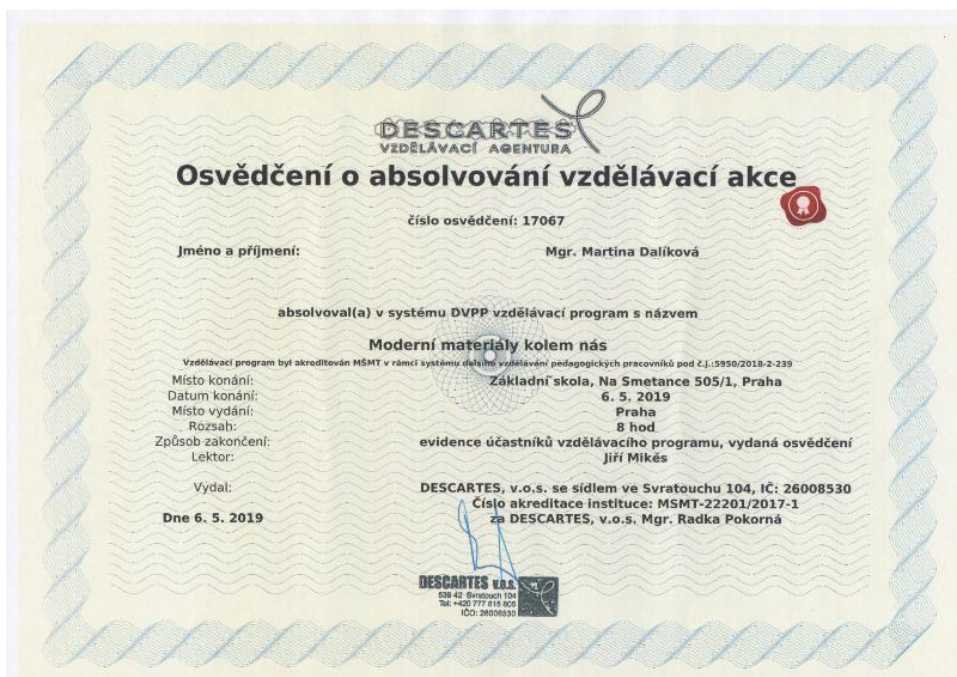 DESCARTES
VZDĚLÁVACÍ AGENTURA
Osvědčení o absolvování vzdělávací akce
číslo osvědčení: 17067
Jméno a příjmení: Mgr. Martina Dalíková
absolvoval(a) v systému DVPP vzdělávací program s názvem
Moderní materiály kolem nás
Vzdělávací program byl akreditován MŠMT v rámci systému dalšího vzdělávání pedagogických pracovníků pod č.j.:5950/2018-2-239
Místo konání: Základní škola, Na Smetance 505/1, Praha
Datum konání: 6. 5. 2019
Místo vydání: Praha
Rozsah: 8 hod
Způsob zakončení: evidence účastníků vzdělávacího programu, vydaná osvědčení
Lektor: Jiří Mikěs
Vydal: DESCARTES, v.o.s. se sídlem ve Svratouchu 104, IČ: 26008530
Číslo akreditace instituce: MSMT-22201/2017-1
Dne 6. 5. 2019 za DESCARTES, v.o.s. Mgr. Radka Pokorná
DESCARTES v.o.s.
539 42 Svratouch 104
Tel: +420 777 815 805
IČO: 26008530